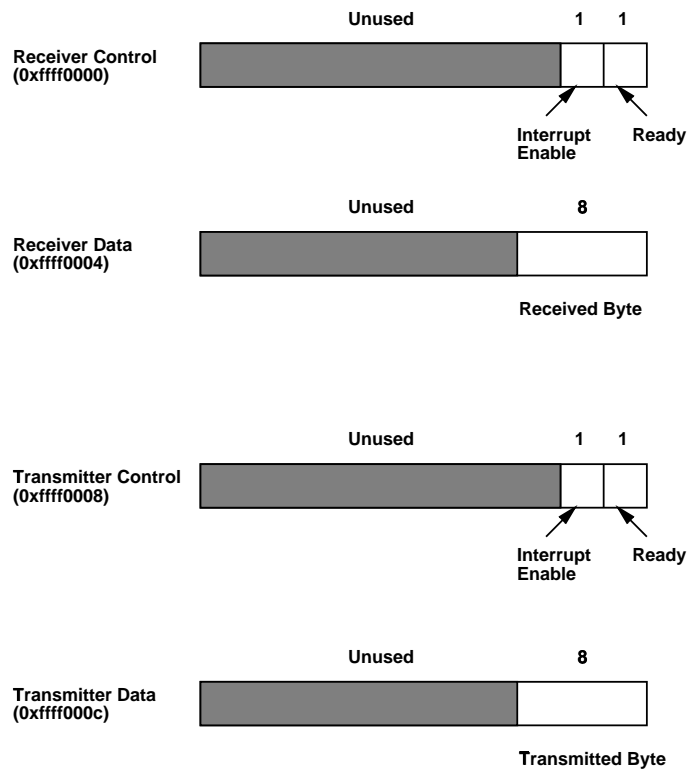 Unused 1 1
Receiver Control
(0xffff0000)
Interrupt Enable Ready
Unused 8
Receiver Data
(0xffff0004)
Received Byte
Unused 1 1
Transmitter Control
(0xffff0008)
Interrupt Enable Ready
Unused 8
Transmitter Data
(0xffff000c)
Transmitted Byte